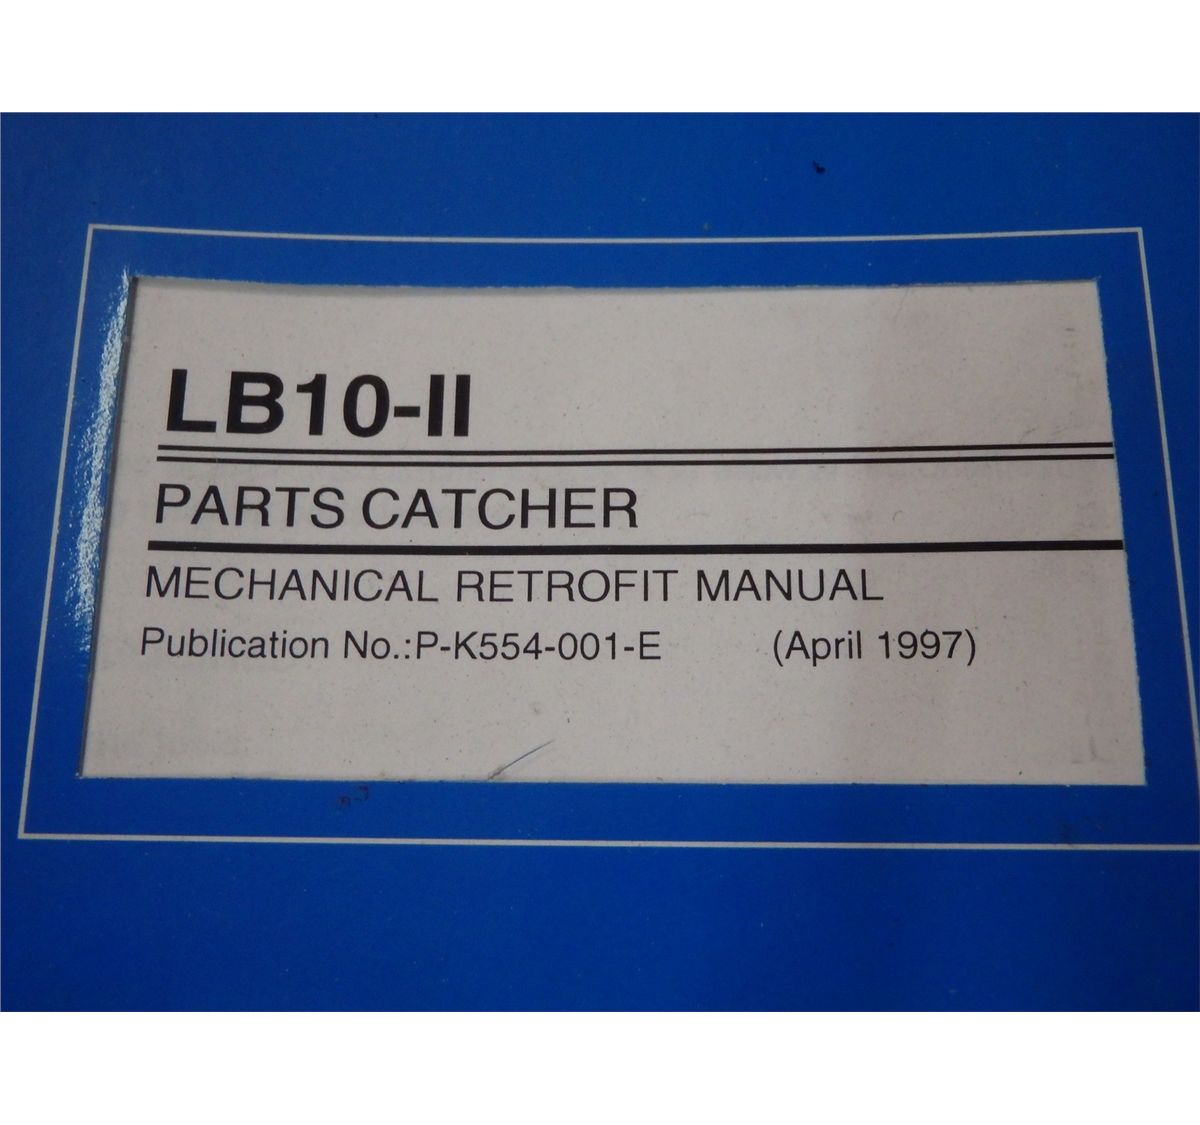 LB10-II
PARTS CATCHER
MECHANICAL RETROFIT MANUAL
Publication No.:P-K554-001-E (April 1997)